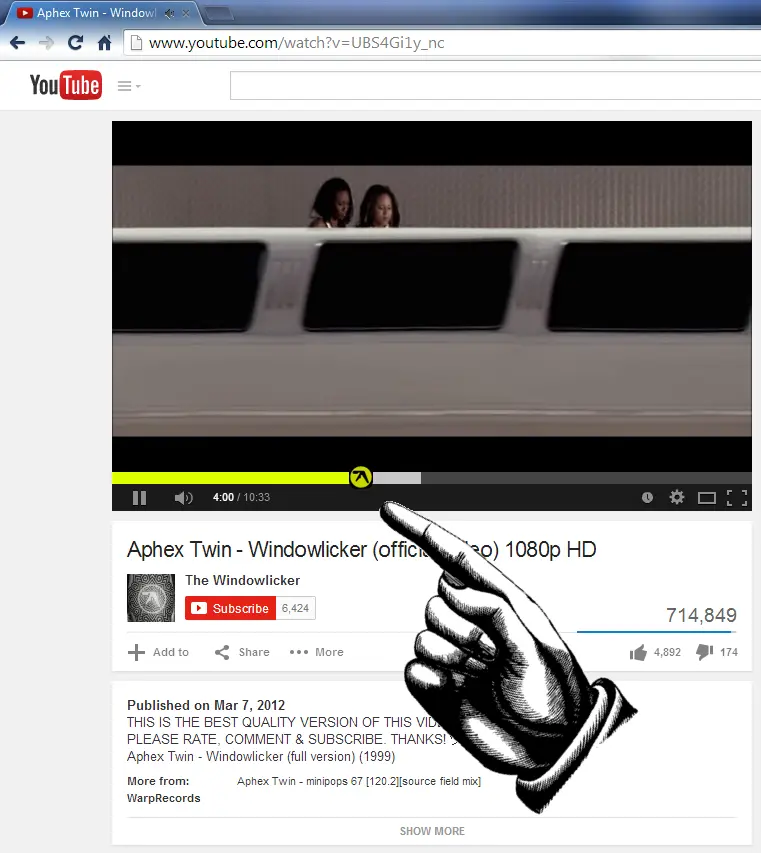 Aphex Twin - Windowl
www.youtube.com/watch?v=UBS4Gi1y_nc
YouTube
4:00 / 10:33
Aphex Twin - Windowlicker (offici eo) 1080p HD
The Windowlicker
Subscribe 6,424
714,849
Add to Share More 4,892 174
Published on Mar 7, 2012
THIS IS THE BEST QUALITY VERSION OF THIS VID
PLEASE RATE, COMMENT & SUBSCRIBE. THANKS!
Aphex Twin - Windowlicker (full version) (1999)
More from: Aphex Twin - minipops 67 [120.2][source field mix]
WarpRecords
SHOW MORE